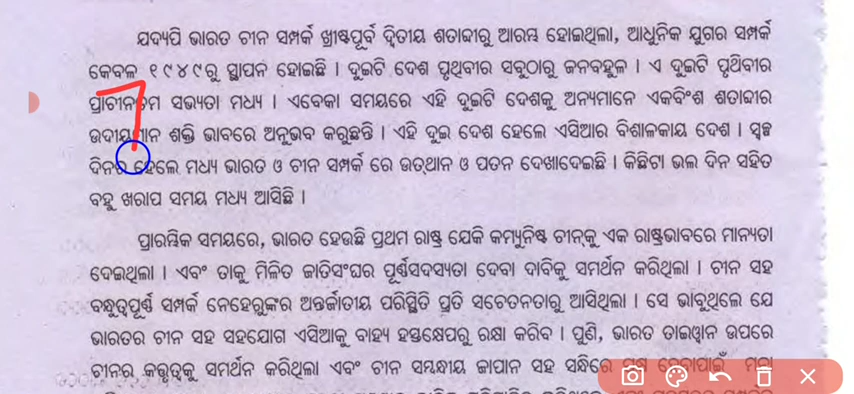 ଯଦ୍ୟପି ଭାରତ ଚୀନ ସମ୍ପର୍କ ଖ୍ରୀଷ୍ଟପୂର୍ବ ଦ୍ୱିତୀୟ ଶତାବ୍ଦୀରୁ ଆରମ୍ଭ ହୋଇଥିଲା, ଆଧୁନିକ ଯୁଗର ସମ୍ପର୍କ
କେବଳ ୧୯୪୯ରୁ ସ୍ଥାପନ ହୋଇଛି । ଦୁଇଟି ଦେଶ ପୃଥିବୀର ସବୁଠାରୁ ଜନବହୁଳ । ଏ ଦୁଇଟି ପୃଥିବୀର
ପ୍ରାଚୀନତମ ସଭ୍ୟତା ମଧ୍ୟ । ଏବେକା ସମୟରେ ଏହି ଦୁଇଟି ଦେଶକୁ ଅନ୍ୟମାନେ ଏକବିଂଶ ଶତାବ୍ଦୀର
ଉଦୀୟମାନ ଶକ୍ତି ଭାବରେ ଅନୁଭବ କରୁଛନ୍ତି । ଏହି ଦୁଇ ଦେଶ ହେଲେ ଏସିଆର ବିଶାଳକାୟ ଦେଶ । ସ୍ୱଳ୍ପ
ଦିନର ହେଲେ ମଧ୍ୟ ଭାରତ ଓ ଚୀନ ସମ୍ପର୍କ ରେ ଉତ୍‌ଥାନ ଓ ପତନ ଦେଖାଦେଇଛି । କିଛିଟା ଭଲ ଦିନ ସହିତ
ବହୁ ଖରାପ ସମୟ ମଧ୍ୟ ଆସିଛି ।
ପ୍ରାରମ୍ଭିକ ସମୟରେ, ଭାରତ ହେଉଛି ପ୍ରଥମ ରାଷ୍ଟ୍ର ଯେକି କମ୍ୟୁନିଷ୍ଟ ଚୀନ୍‌କୁ ଏକ ରାଷ୍ଟ୍ରଭାବରେ ମାନ୍ୟତା
ଦେଇଥିଲା । ଏବଂ ତାକୁ ମିଳିତ ଜାତିସଂଘର ପୂର୍ଣ୍ଣସଦସ୍ୟତା ଦେବା ଦାବିକୁ ସମର୍ଥନ କରିଥିଲା । ଚୀନ ସହ
ବନ୍ଧୁତ୍ୱପୂର୍ଣ୍ଣ ସମ୍ପର୍କ ନେହେରୁଙ୍କର ଅନ୍ତର୍ଜାତୀୟ ପରିସ୍ଥିତି ପ୍ରତି ସଚେତନତାରୁ ଆସିଥିଲା । ସେ ଭାବୁଥିଲେ ଯେ
ଭାରତର ଚୀନ ସହ ସହଯୋଗ ଏସିଆକୁ ବାହ୍ୟ ହସ୍ତକ୍ଷେପରୁ ରକ୍ଷା କରିବ । ପୁଣି, ଭାରତ ତାଇୱାନ ଉପରେ
ଚୀନର କର୍ତ୍ତୃତ୍ୱକୁ ସମର୍ଥନ କରିଥିଲା ଏବଂ ଚୀନ ସମ୍ବନ୍ଧୀୟ ଜାପାନ ସହ ସନ୍ଧିରେ